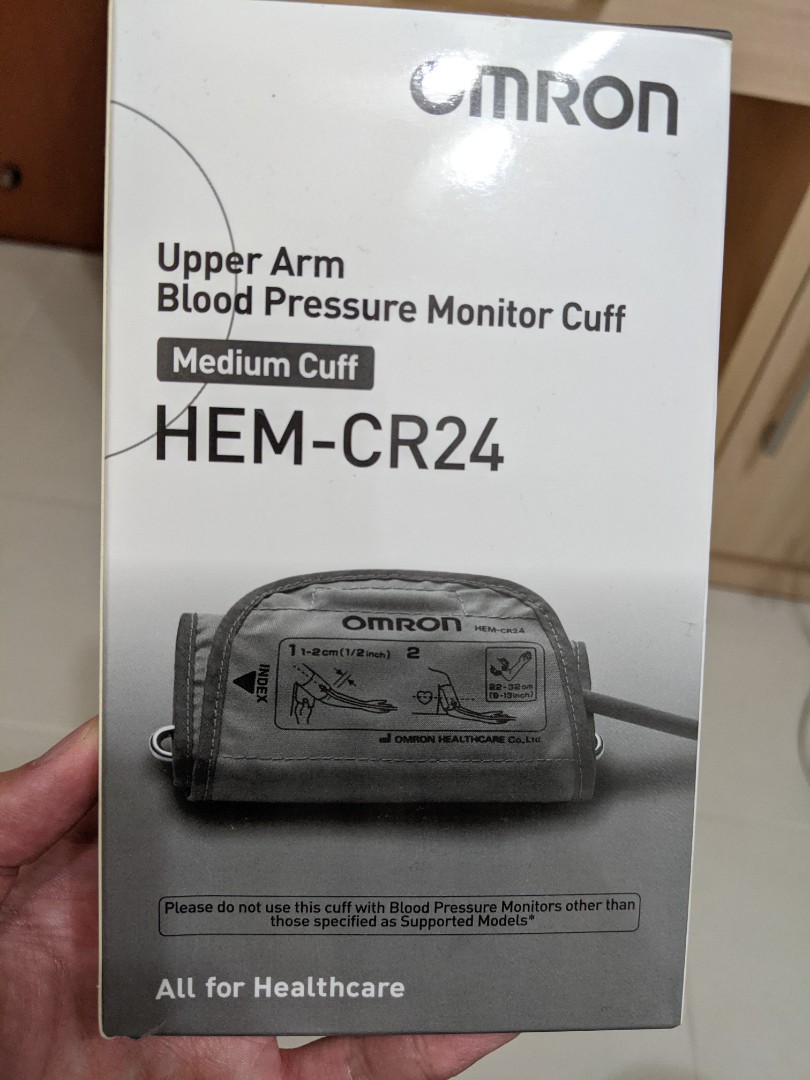 OMRON
Upper Arm
Blood Pressure Monitor Cuff
Medium Cuff
HEM-CR24
OMRON HEM-CR24
1 1-2cm(1/2inch) 2
INDEX
22-32cm
(9-13inch)
OMRON HEALTHCARE Co.,Ltd.
Please do not use this cuff with Blood Pressure Monitors other than
those specified as Supported Models*
All for Healthcare